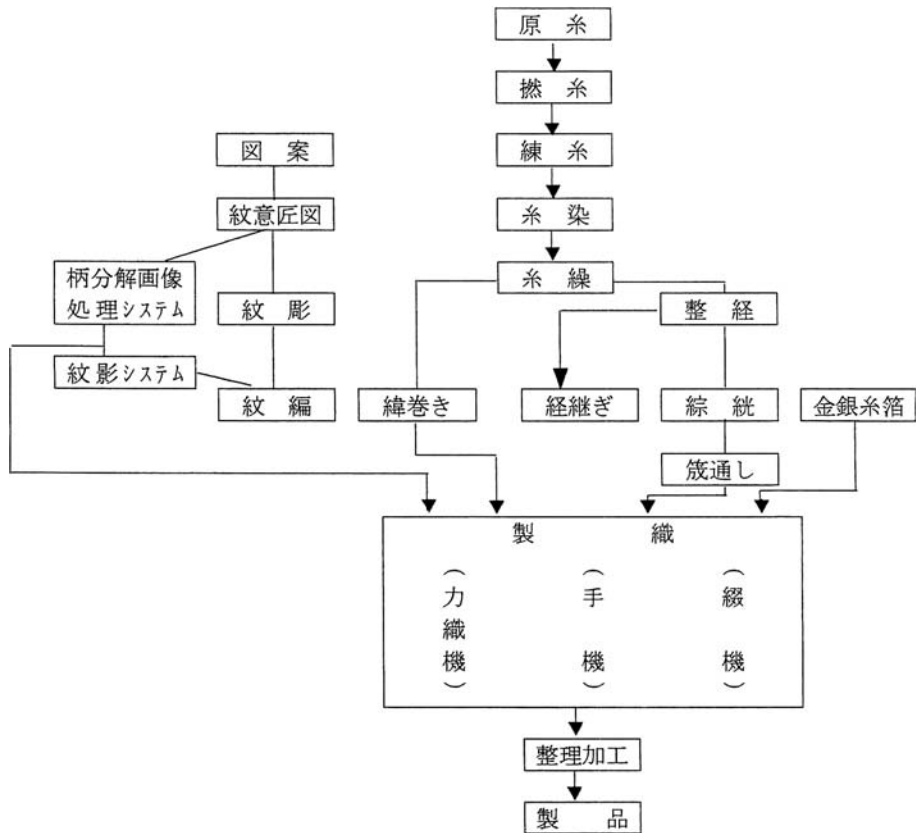 原糸
撚糸
練糸
図案
糸染
紋意匠図
糸繰
柄分解画像
処理システム
紋彫
整経
紋影システム
紋編
緯巻き
経継ぎ
綜絖
金銀糸箔
筬通し
製織
（力織機）
（手機）
（綴機）
整理加工
製品